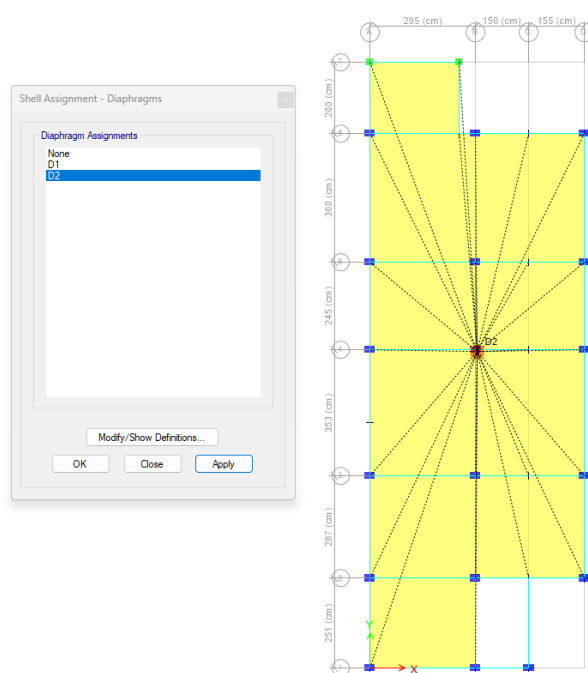 Shell Assignment - Diaphragms
x
Diaphragm Assignments
None
D1
D2
Modify/Show Definitions...
OK
Close
Apply
295 (cm)
150 (cm)
155 (cm)
200 (cm)
360 (cm)
245 (cm)
D2
353 (cm)
287 (cm)
251 (cm)
Y
X